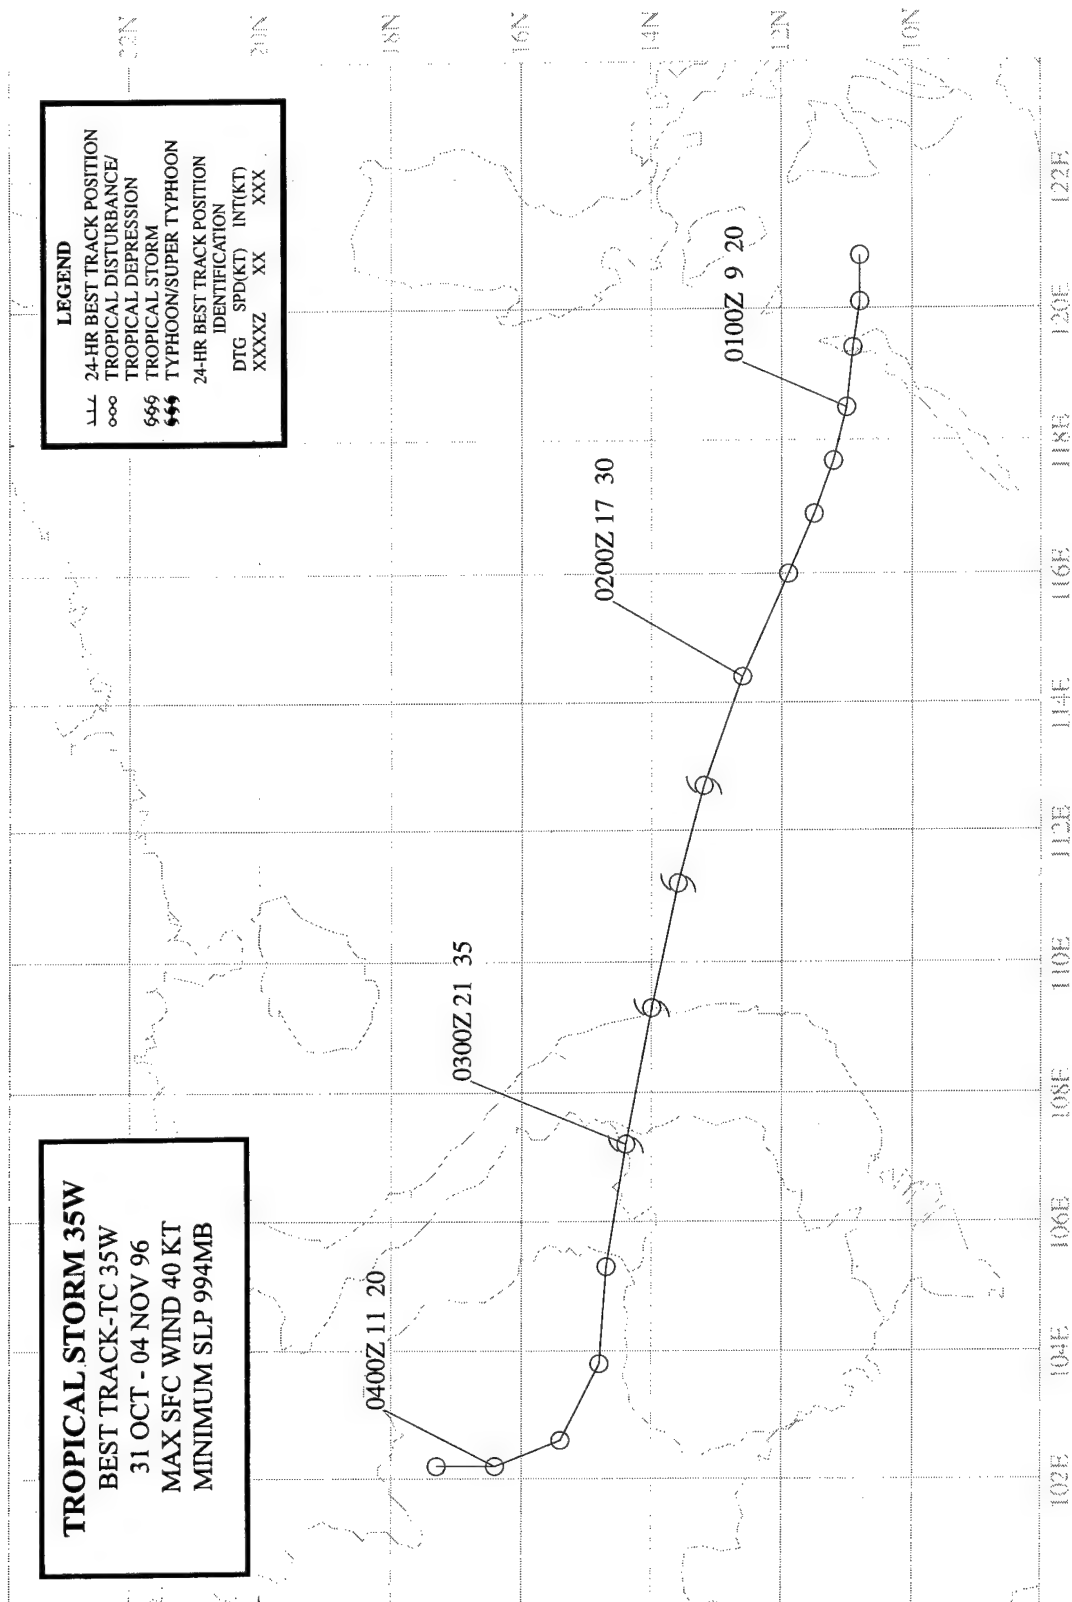 TROPICAL STORM 35W
BEST TRACK-TC 35W
31 OCT - 04 NOV 96
MAX SFC WIND 40 KT
MINIMUM SLP 994MB
LEGEND
24-HR BEST TRACK POSITION
TROPICAL DISTURBANCE/
TROPICAL DEPRESSION
TROPICAL STORM
TYPHOON/SUPER TYPHOON
24-HR BEST TRACK POSITION
IDENTIFICATION
DTG SPD(KT) INT(KT)
XXXXZ XX XXX
22N
20N
18N
16N
14N
12N
10N
0400Z 11 20
0300Z 21 35
0200Z 17 30
0100Z 9 20
102E
104E
106E
108E
110E
112E
114E
116E
118E
120E
122E